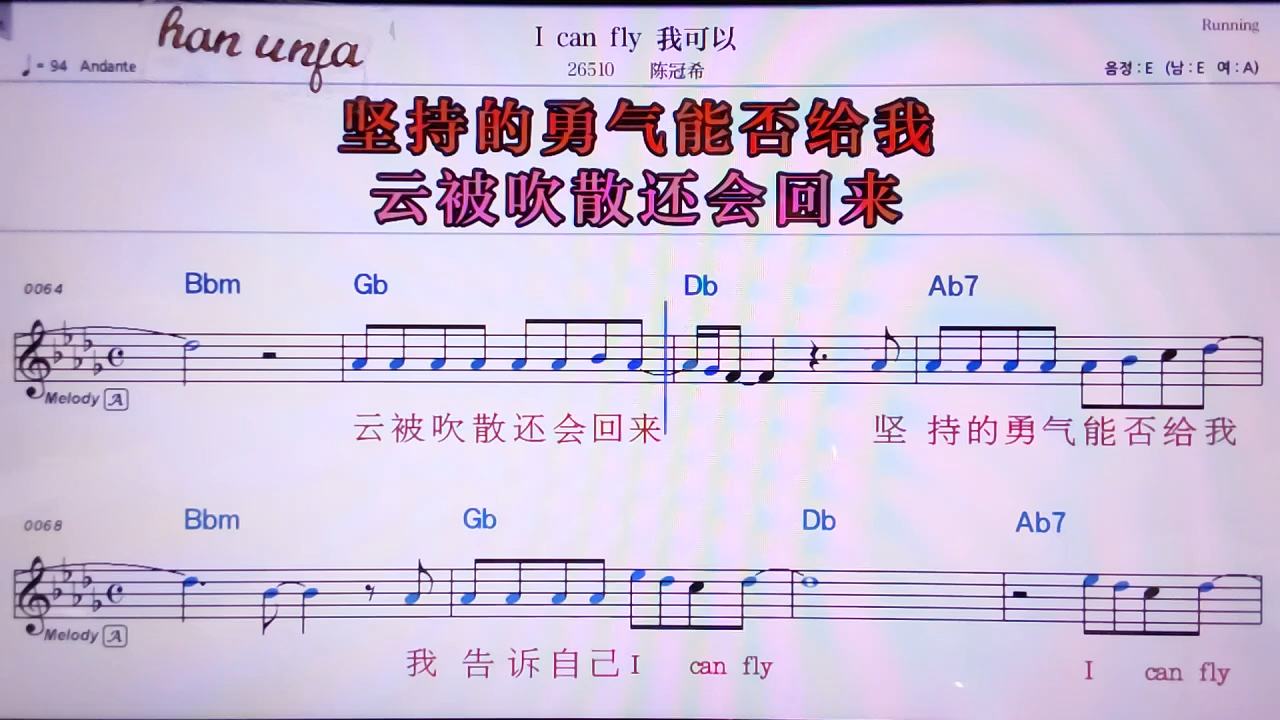 han unfa
I can fly 我可以
Running
♩= 94 Andante
26510 陈冠希
음정 : E (남 : E 여 : A)
坚持的勇气能否给我
云被吹散还会回来
0064 Bbm Gb Db Ab7
Melody A
云被吹散还会回来 坚 持的勇气能否给我
0068 Bbm Gb Db Ab7
Melody A
我 告诉自己 I can fly I can fly